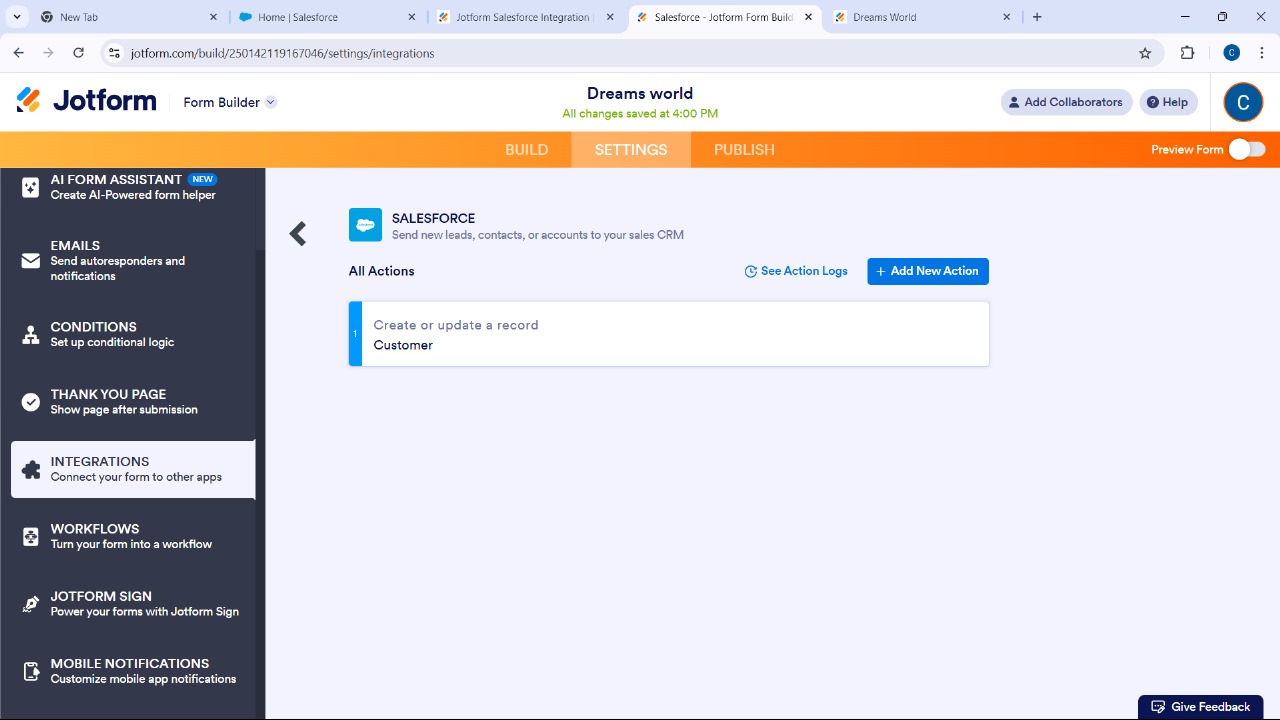 New Tab
Home | Salesforce
Jotform Salesforce Integration |
Salesforce - Jotform Form Build
Dreams World
jotform.com/build/250142119167046/settings/integrations
C
Jotform
Form Builder
Dreams world
All changes saved at 4:00 PM
Add Collaborators
Help
C
BUILD
SETTINGS
PUBLISH
Preview Form
AI FORM ASSISTANT NEW
Create AI-Powered form helper
EMAILS
Send autoresponders and
notifications
CONDITIONS
Set up conditional logic
THANK YOU PAGE
Show page after submission
INTEGRATIONS
Connect your form to other apps
WORKFLOWS
Turn your form into a workflow
JOTFORM SIGN
Power your forms with Jotform Sign
MOBILE NOTIFICATIONS
Customize mobile app notifications
SALESFORCE
Send new leads, contacts, or accounts to your sales CRM
All Actions
See Action Logs
+ Add New Action
1
Create or update a record
Customer
Give Feedback